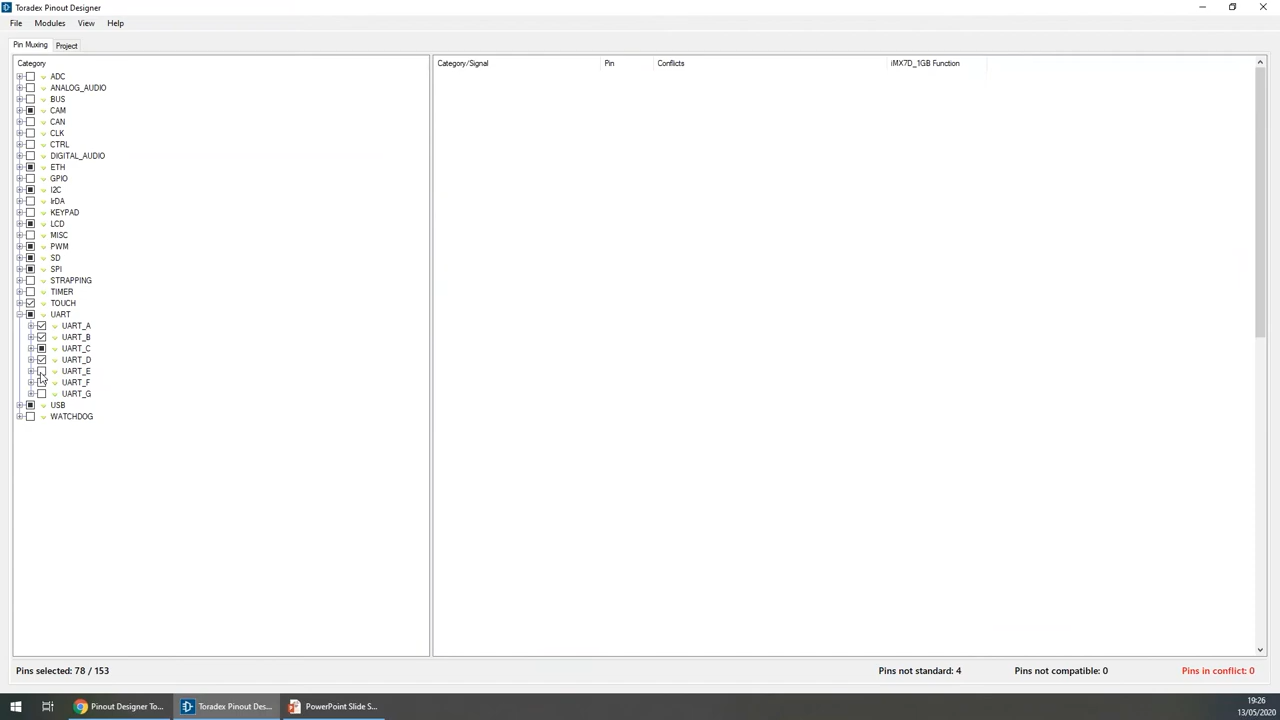 Toradex Pinout Designer
File Modules View Help
Pin Muxing Project
Category
ADC
ANALOG_AUDIO
BUS
CAM
CAN
CLK
CTRL
DIGITAL_AUDIO
ETH
GPIO
I2C
IrDA
KEYPAD
LCD
MISC
PWM
SD
SPI
STRAPPING
TIMER
TOUCH
UART
UART_A
UART_B
UART_C
UART_D
UART_E
UART_F
UART_G
USB
WATCHDOG
Category/Signal Pin Conflicts iMX7D_1GB Function
Pins selected: 78 / 153 Pins not standard: 4 Pins not compatible: 0 Pins in conflict: 0
Pinout Designer To... Toradex Pinout Des... PowerPoint Slide S... 19:26
13/05/2020